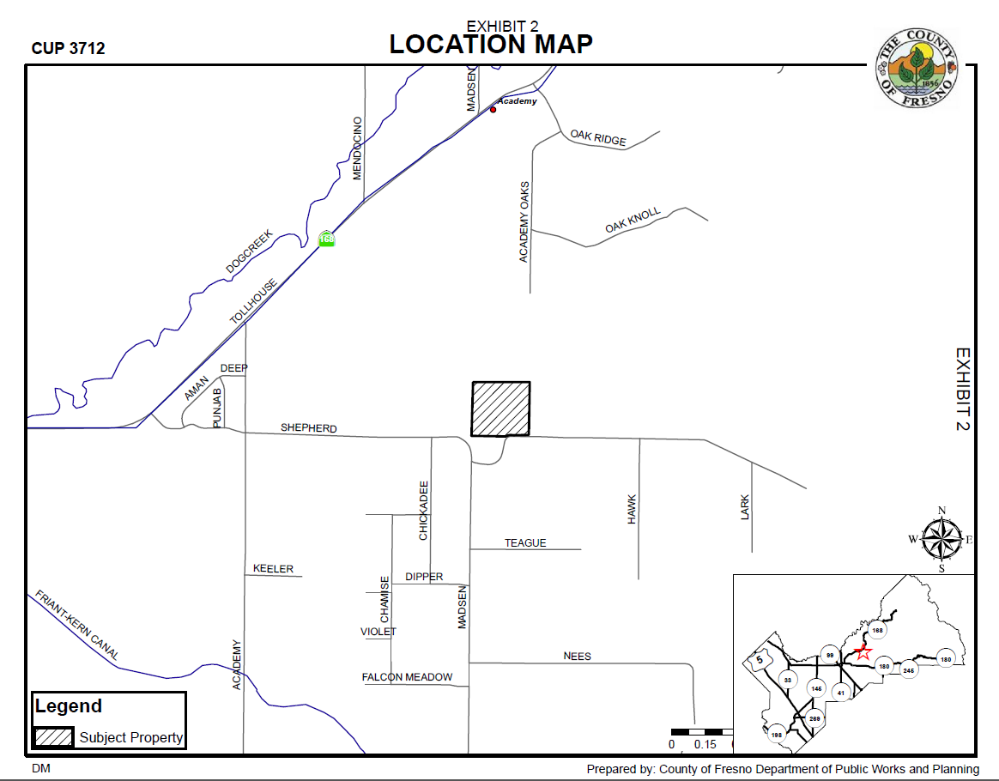 EXHIBIT 2
CUP 3712
LOCATION MAP
THE COUNTY
OF FRESNO
1856
MADSEN
Academy
MENDOCINO
OAK RIDGE
ACADEMY OAKS
OAK KNOLL
168
DOGCREEK
TOLLHOUSE
DEEP
AMAN
PUNJAB
SHEPHERD
EXHIBIT 2
CHICKADEE
HAWK
LARK
TEAGUE
KEELER
DIPPER
CHAMISE
MADSEN
VIOLET
FRIANT-KERN CANAL
ACADEMY
NEES
FALCON MEADOW
N
W
E
S
168
99
5
180
245
180
33
145
41
269
198
0 0.15
Legend
Subject Property
DM
Prepared by: County of Fresno Department of Public Works and Planning